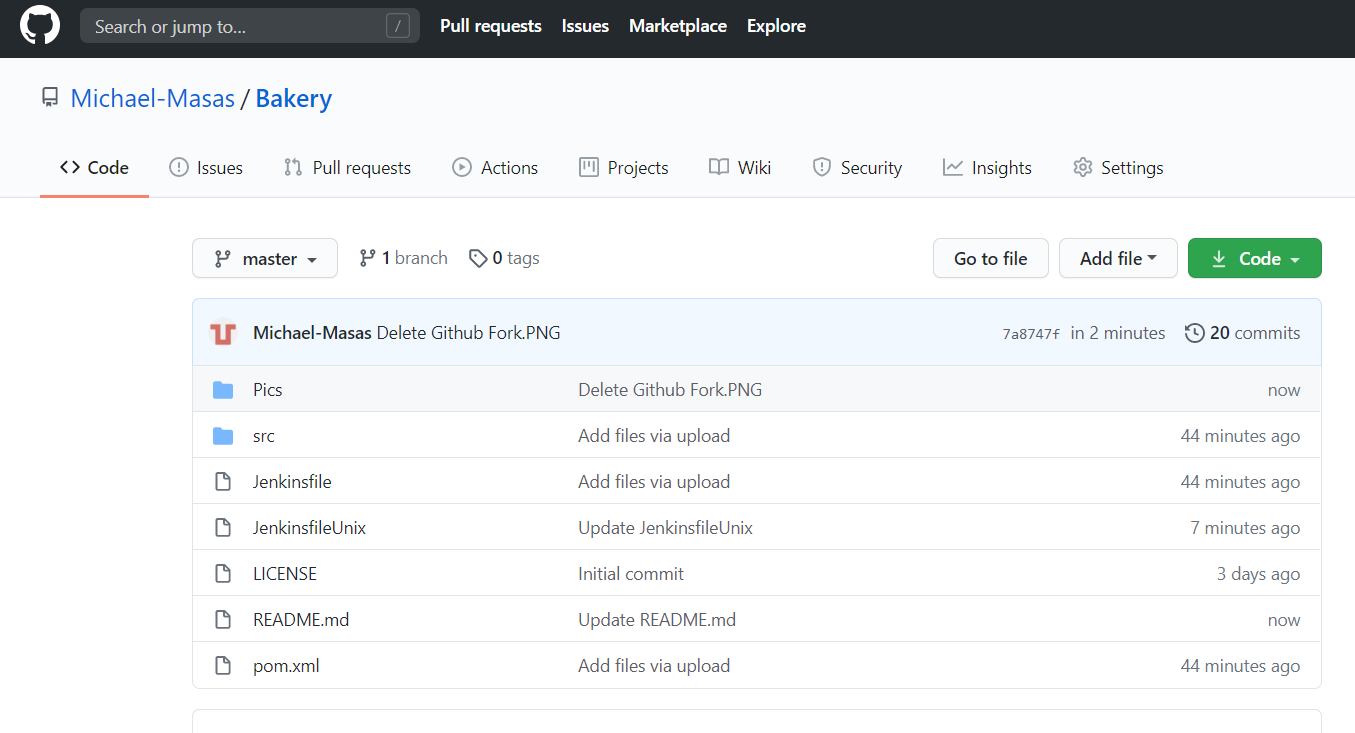 Search or jump to... / Pull requests Issues Marketplace Explore
Michael-Masas / Bakery
Code Issues Pull requests Actions Projects Wiki Security Insights Settings
master 1 branch 0 tags Go to file Add file Code
Michael-Masas Delete Github Fork.PNG 7a8747f in 2 minutes 20 commits
Pics Delete Github Fork.PNG now
src Add files via upload 44 minutes ago
Jenkinsfile Add files via upload 44 minutes ago
JenkinsfileUnix Update JenkinsfileUnix 7 minutes ago
LICENSE Initial commit 3 days ago
README.md Update README.md now
pom.xml Add files via upload 44 minutes ago